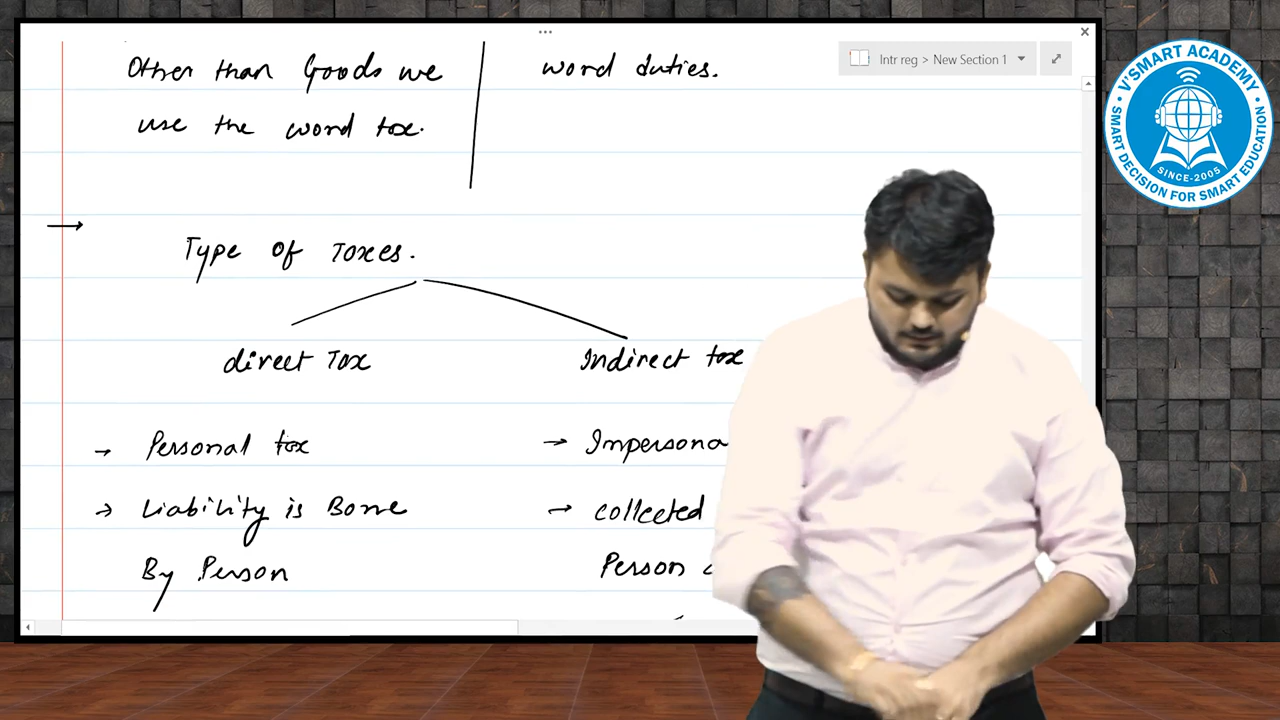 Other than Goods we
use the word tax.
word duties.
Intr reg > New Section 1
V'SMART ACADEMY
SMART DECISION FOR SMART EDUCATION
SINCE-2005
Type of Taxes.
direct Tax
Indirect tax
→ Personal tax
→ Impersona
→ Liability is Borne
By Person
→ collected
Person